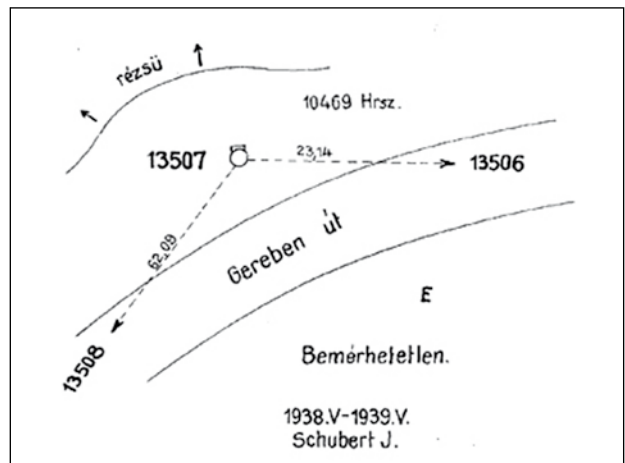 rézsü
10469 Hrsz.
13507
23,14
13506
62,09
Gereben út
13508
E
Bemérhetetlen.
1938.V-1939.V.
Schubert J.